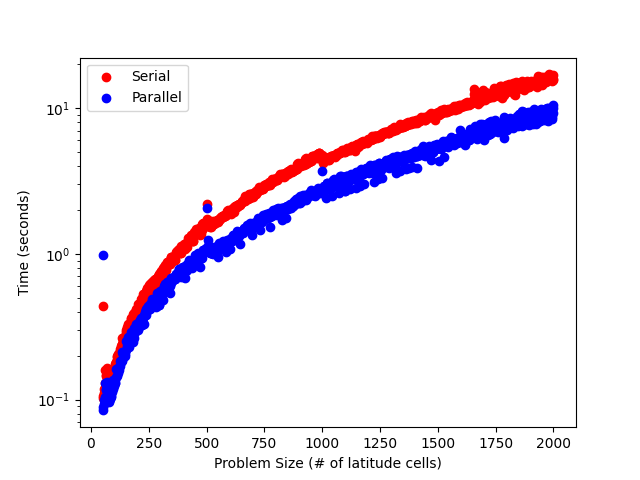 Serial
Parallel
10¹
10⁰
10⁻¹
Time (seconds)
0 250 500 750 1000 1250 1500 1750 2000
Problem Size (# of latitude cells)